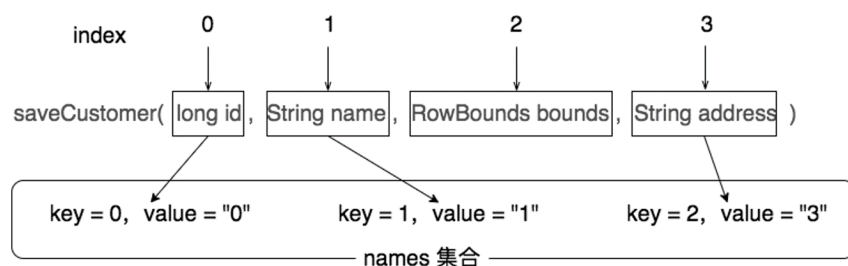 index 0 1 2 3
saveCustomer( long id , String name , RowBounds bounds , String address )
key = 0, value = "0" key = 1, value = "1" key = 2, value = "3"
names 集合